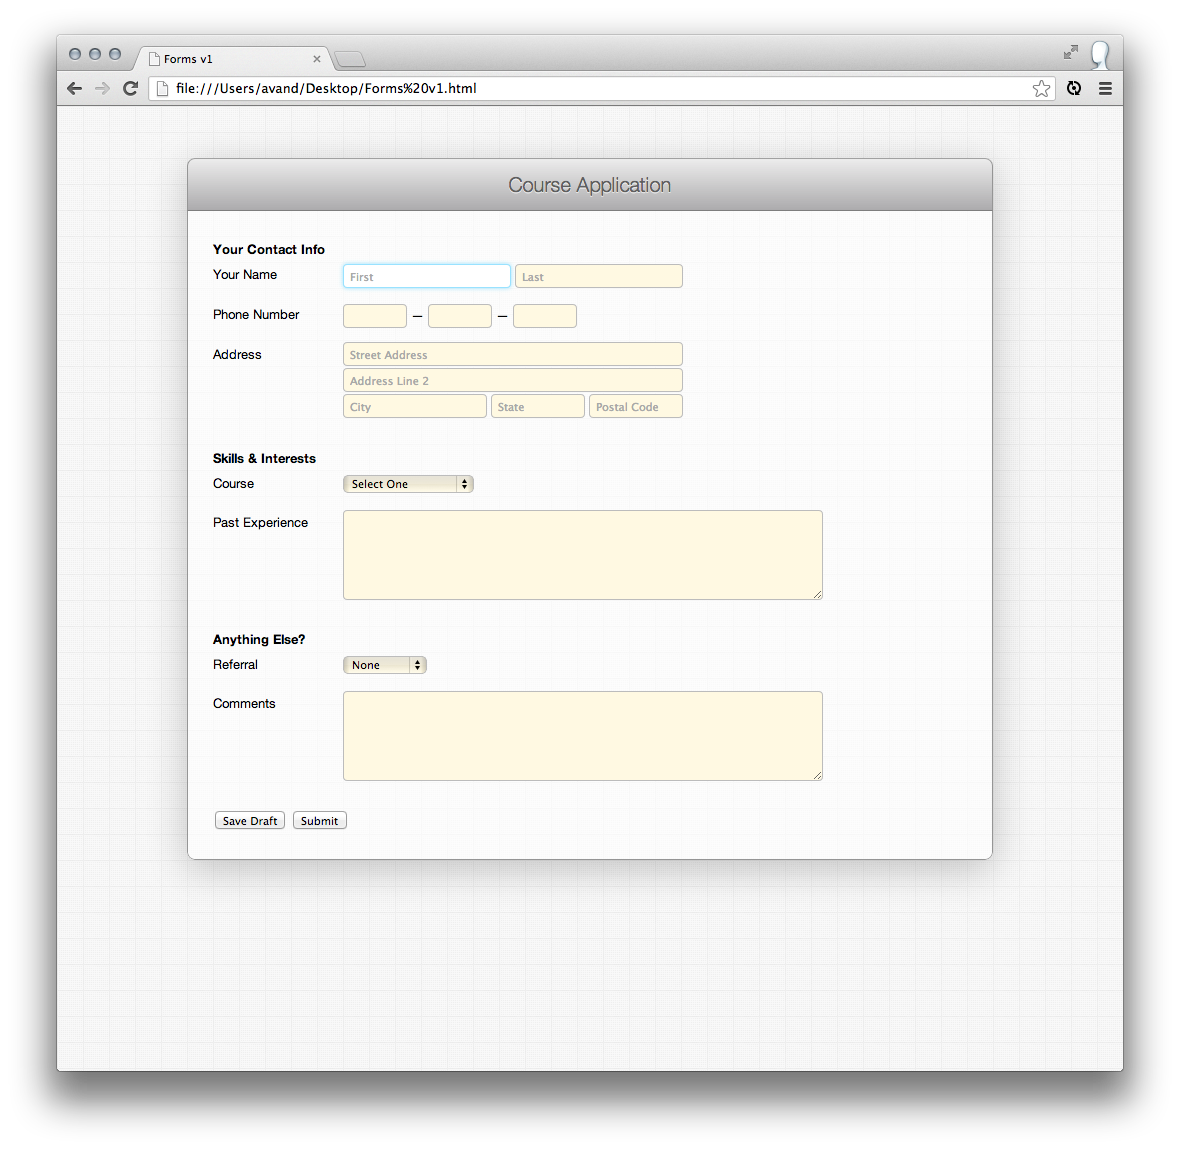 Forms v1
file:///Users/avand/Desktop/Forms%20v1.html
Course Application
Your Contact Info
Your Name First Last
Phone Number – –
Address Street Address
Address Line 2
City State Postal Code
Skills & Interests
Course Select One
Past Experience
Anything Else?
Referral None
Comments
Save Draft Submit